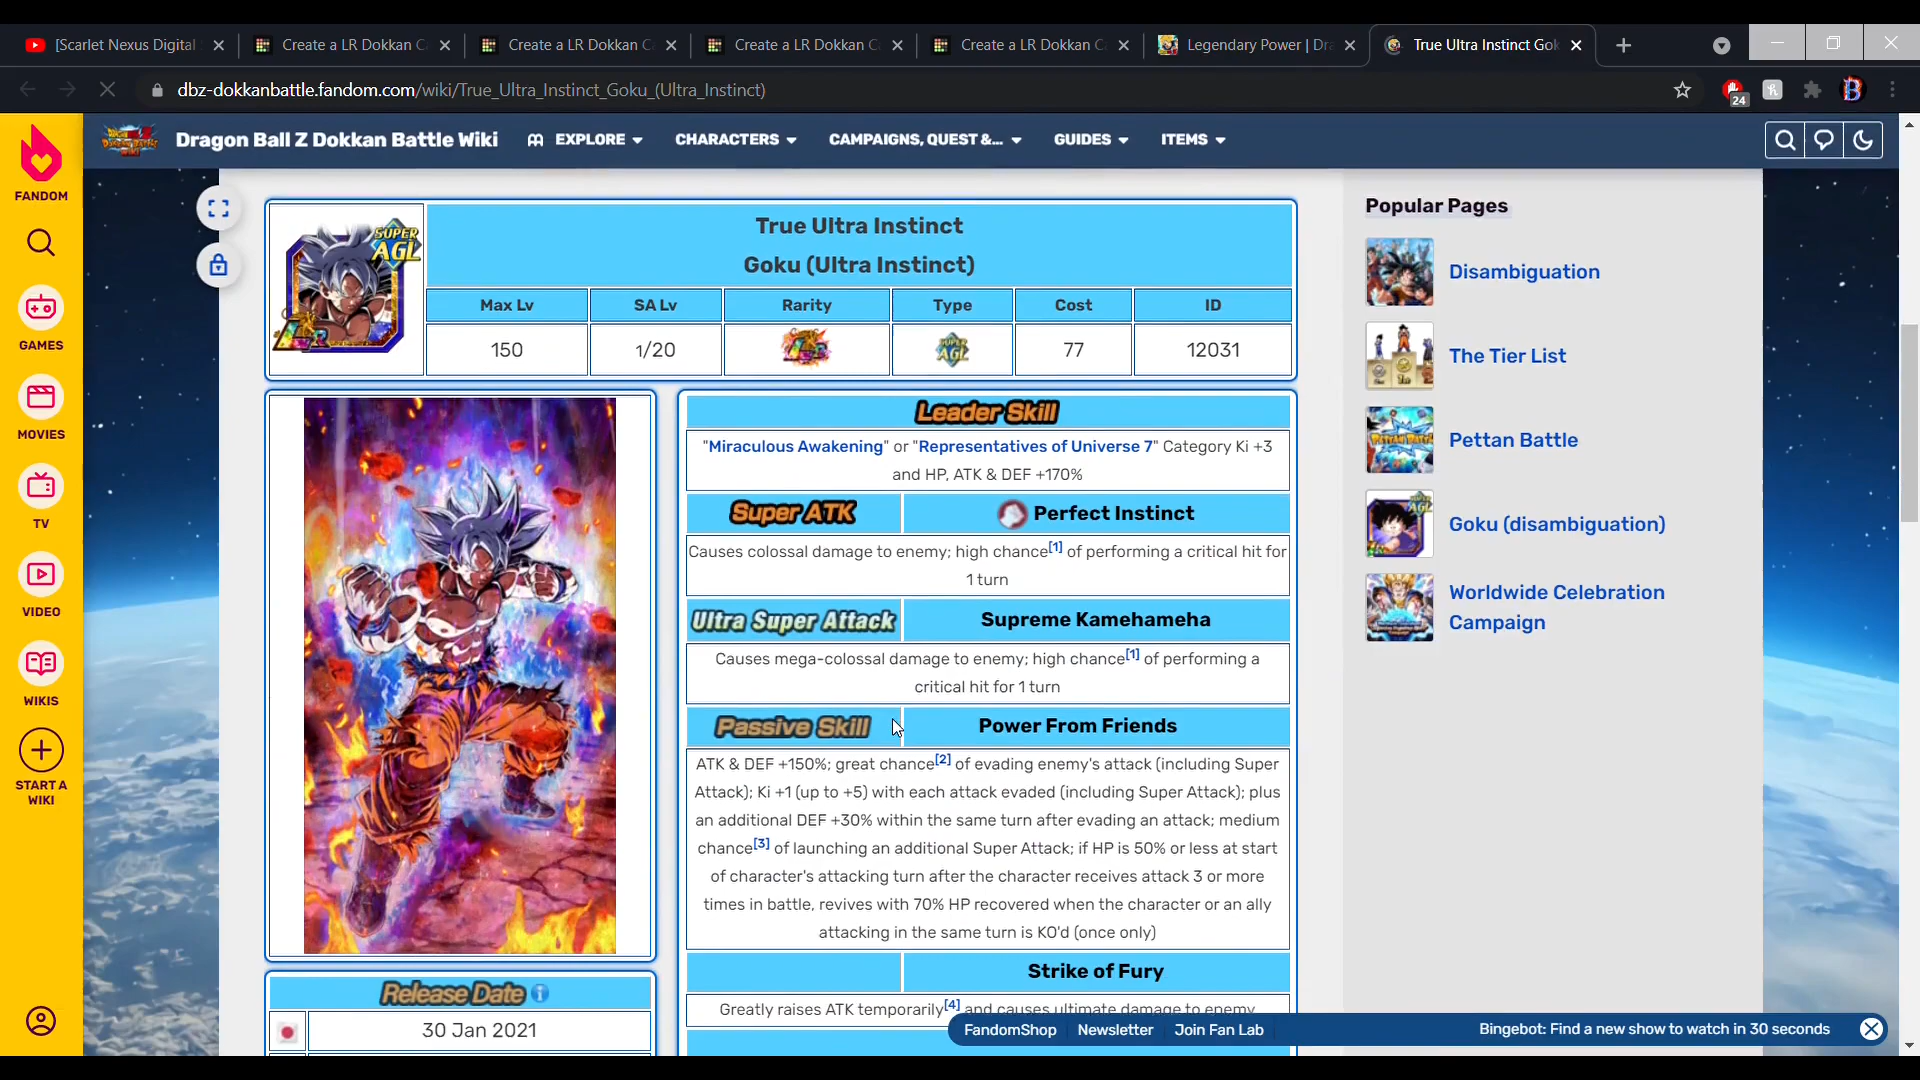 [Scarlet Nexus Digital
Create a LR Dokkan C
Create a LR Dokkan C
Create a LR Dokkan C
Create a LR Dokkan C
Legendary Power | Dra
True Ultra Instinct Gok
dbz-dokkanbattle.fandom.com/wiki/True_Ultra_Instinct_Goku_(Ultra_Instinct)
24
FANDOM
GAMES
MOVIES
TV
VIDEO
WIKIS
START A
WIKI
Dragon Ball Z Dokkan Battle Wiki
EXPLORE
CHARACTERS
CAMPAIGNS, QUEST &...
GUIDES
ITEMS
SUPER
AGL
LR
True Ultra Instinct
Goku (Ultra Instinct)
Max Lv SA Lv Rarity Type Cost ID
150 1/20 LR SUPER AGL 77 12031
Leader Skill
"Miraculous Awakening" or "Representatives of Universe 7" Category Ki +3
and HP, ATK & DEF +170%
Super ATK Perfect Instinct
Causes colossal damage to enemy; high chance[1] of performing a critical hit for
1 turn
Ultra Super Attack Supreme Kamehameha
Causes mega-colossal damage to enemy; high chance[1] of performing a
critical hit for 1 turn
Passive Skill Power From Friends
ATK & DEF +150%; great chance[2] of evading enemy's attack (including Super
Attack); Ki +1 (up to +5) with each attack evaded (including Super Attack); plus
an additional DEF +30% within the same turn after evading an attack; medium
chance[3] of launching an additional Super Attack; if HP is 50% or less at start
of character's attacking turn after the character receives attack 3 or more
times in battle, revives with 70% HP recovered when the character or an ally
attacking in the same turn is KO'd (once only)
Strike of Fury
Greatly raises ATK temporarily[4] and causes ultimate damage to enemy
Release Date
30 Jan 2021
Popular Pages
Disambiguation
The Tier List
Pettan Battle
Goku (disambiguation)
Worldwide Celebration
Campaign
FandomShop Newsletter Join Fan Lab
Bingebot: Find a new show to watch in 30 seconds